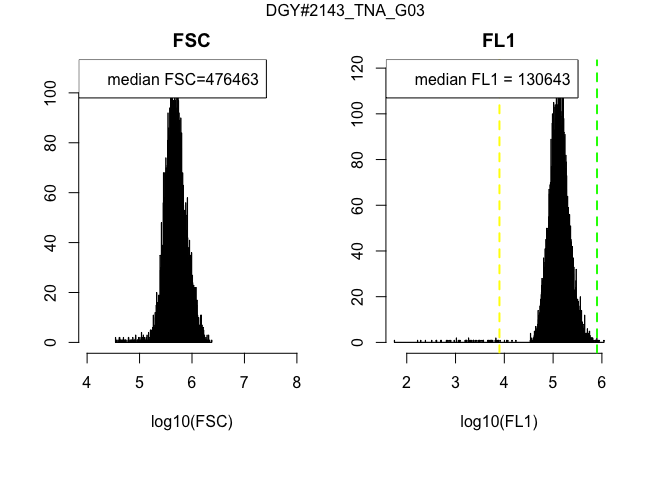 DGY#2143_TNA_G03
FSC
median FSC=476463
0 20 40 60 80 100
4 5 6 7 8
log10(FSC)
FL1
median FL1 = 130643
0 20 40 60 80 100 120
2 3 4 5 6
log10(FL1)